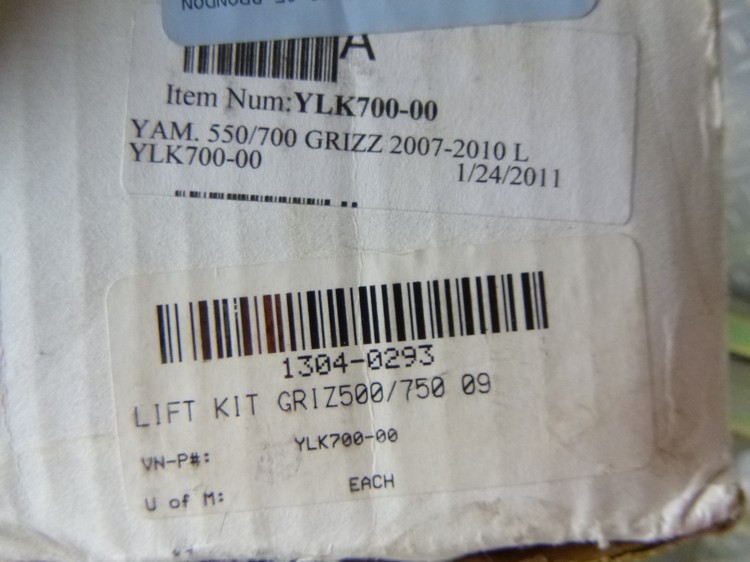 A
Item Num:YLK700-00
YAM. 550/700 GRIZZ 2007-2010 L
YLK700-00 1/24/2011
1304-0293
LIFT KIT GRIZ500/750 09
VN-P#: YLK700-00
U of M: EACH